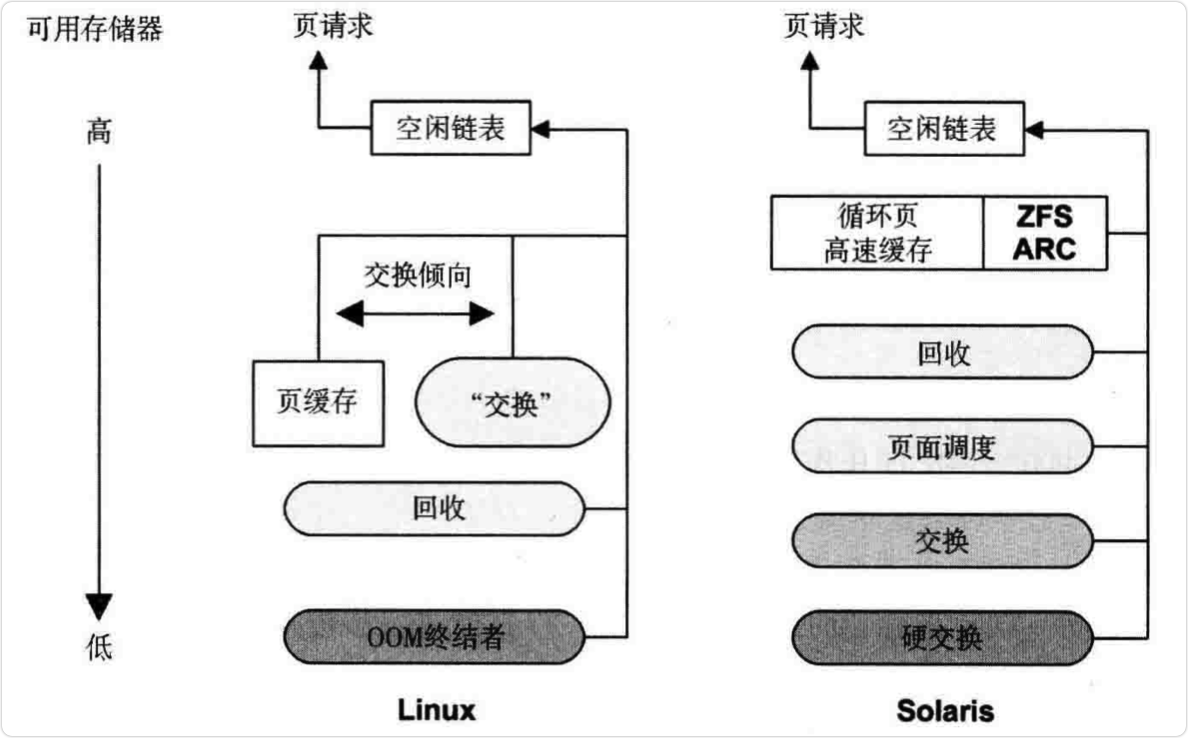 可用存储器
页请求
页请求
高
空闲链表
空闲链表
循环页
高速缓存
ZFS
ARC
交换倾向
页缓存
“交换”
回收
回收
页面调度
交换
OOM终结者
硬交换
低
Linux
Solaris